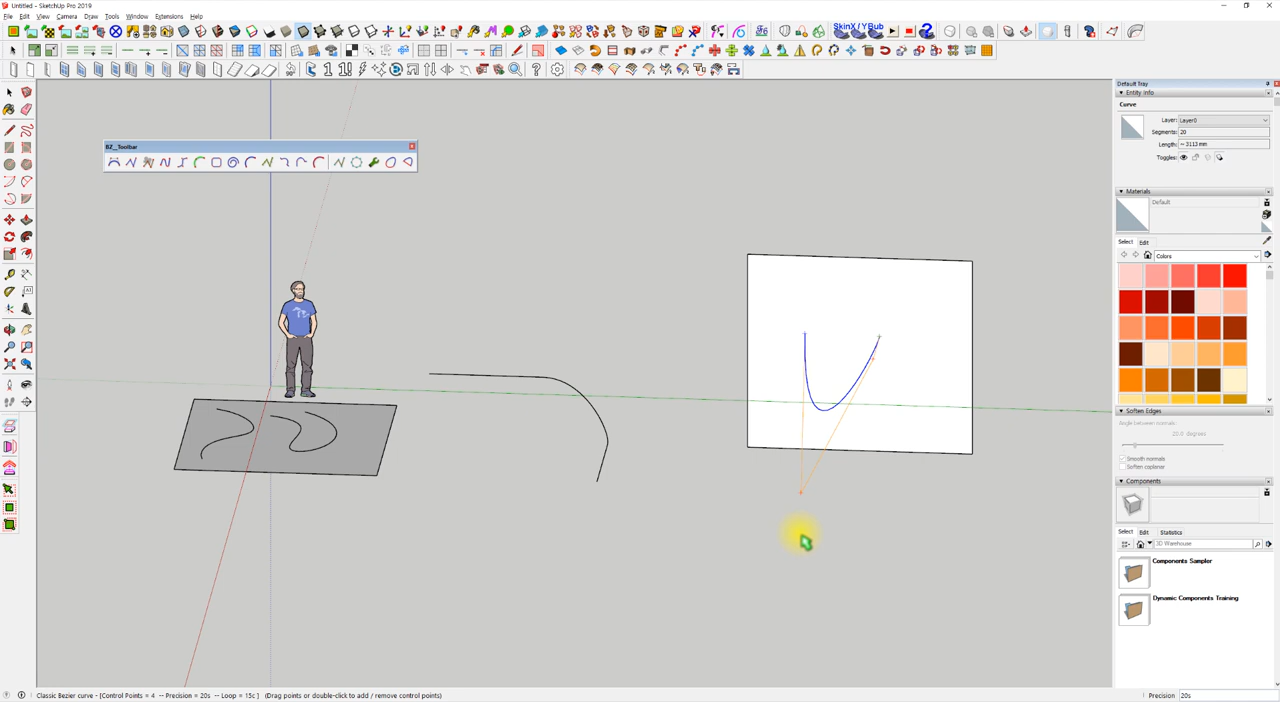 Untitled - SketchUp Pro 2019
File Edit View Camera Draw Tools Window Extensions Help
SkinX/YBub
BZ__Toolbar
Default Tray
Entity Info
Curve
Layer: Layer0
Segments: 20
Length: ~ 3113 mm
Toggles:
Materials
Default
Select Edit
Colors
Soften Edges
Angle between normals:
20.0 degrees
Smooth normals
Soften coplanar
Components
Select Edit Statistics
3D Warehouse
Components Sampler
Dynamic Components Training
Classic Bezier curve - [Control Points = 4 -- Precision = 20s -- Loop = 15c ] (Drag points or double-click to add / remove control points)
Precision 20s